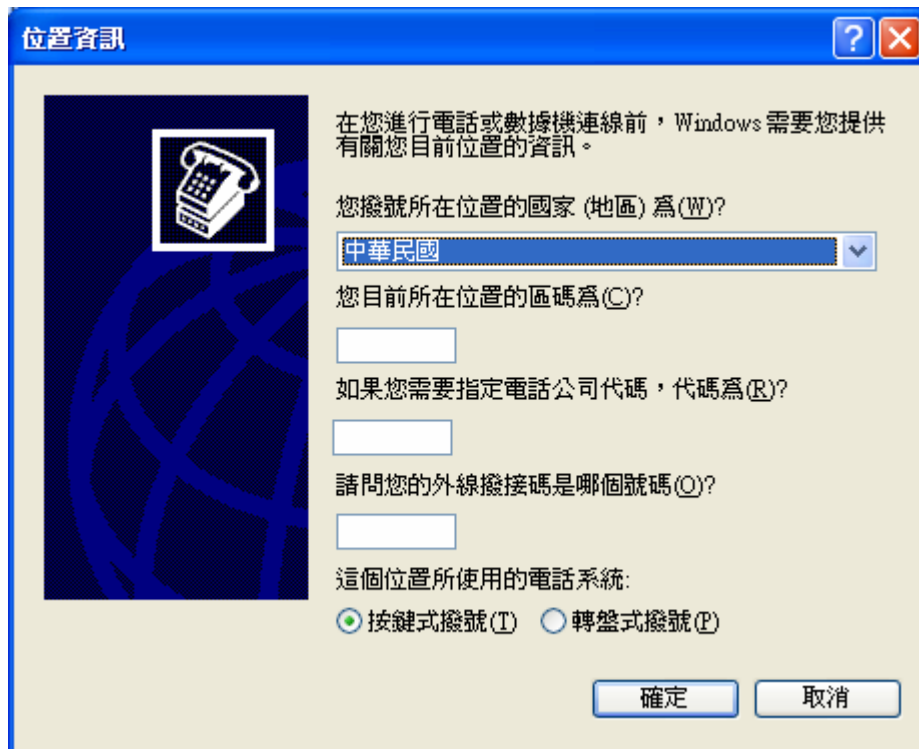 位置資訊
在您進行電話或數據機連線前，Windows 需要您提供
有關您目前位置的資訊。
您撥號所在位置的國家 (地區) 為(W)?
中華民國
您目前所在位置的區碼為(C)?
如果您需要指定電話公司代碼，代碼為(R)?
請問您的外線撥接碼是哪個號碼(O)?
這個位置所使用的電話系統:
按鍵式撥號(T) 轉盤式撥號(P)
確定 取消